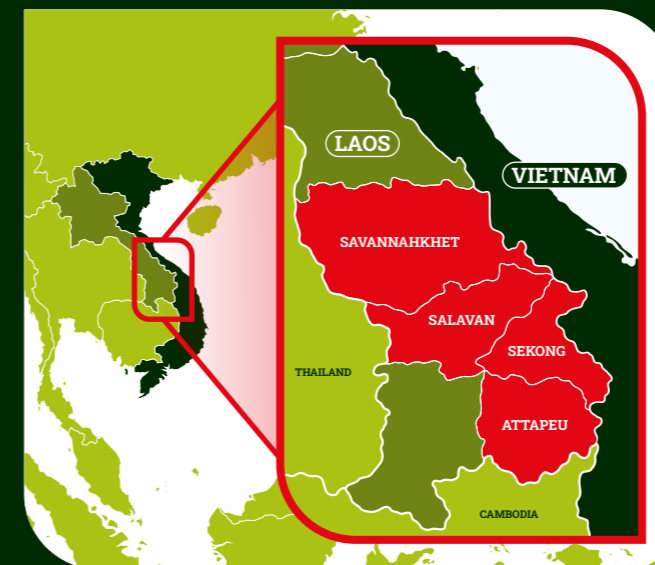 LAOS
VIETNAM
SAVANNAHKHET
SALAVAN
SEKONG
THAILAND
ATTAPEU
CAMBODIA